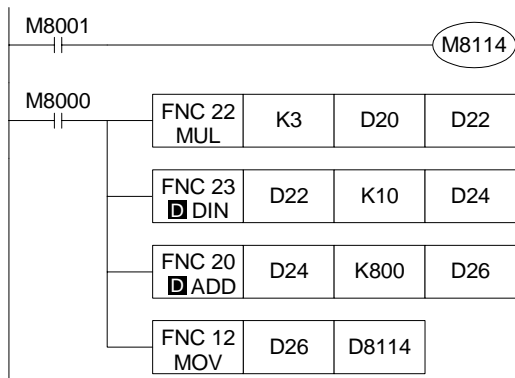 M8001
M8114
M8000
FNC 22
MUL
K3
D20
D22
FNC 23
D DIN
D22
K10
D24
FNC 20
D ADD
D24
K800
D26
FNC 12
MOV
D26
D8114